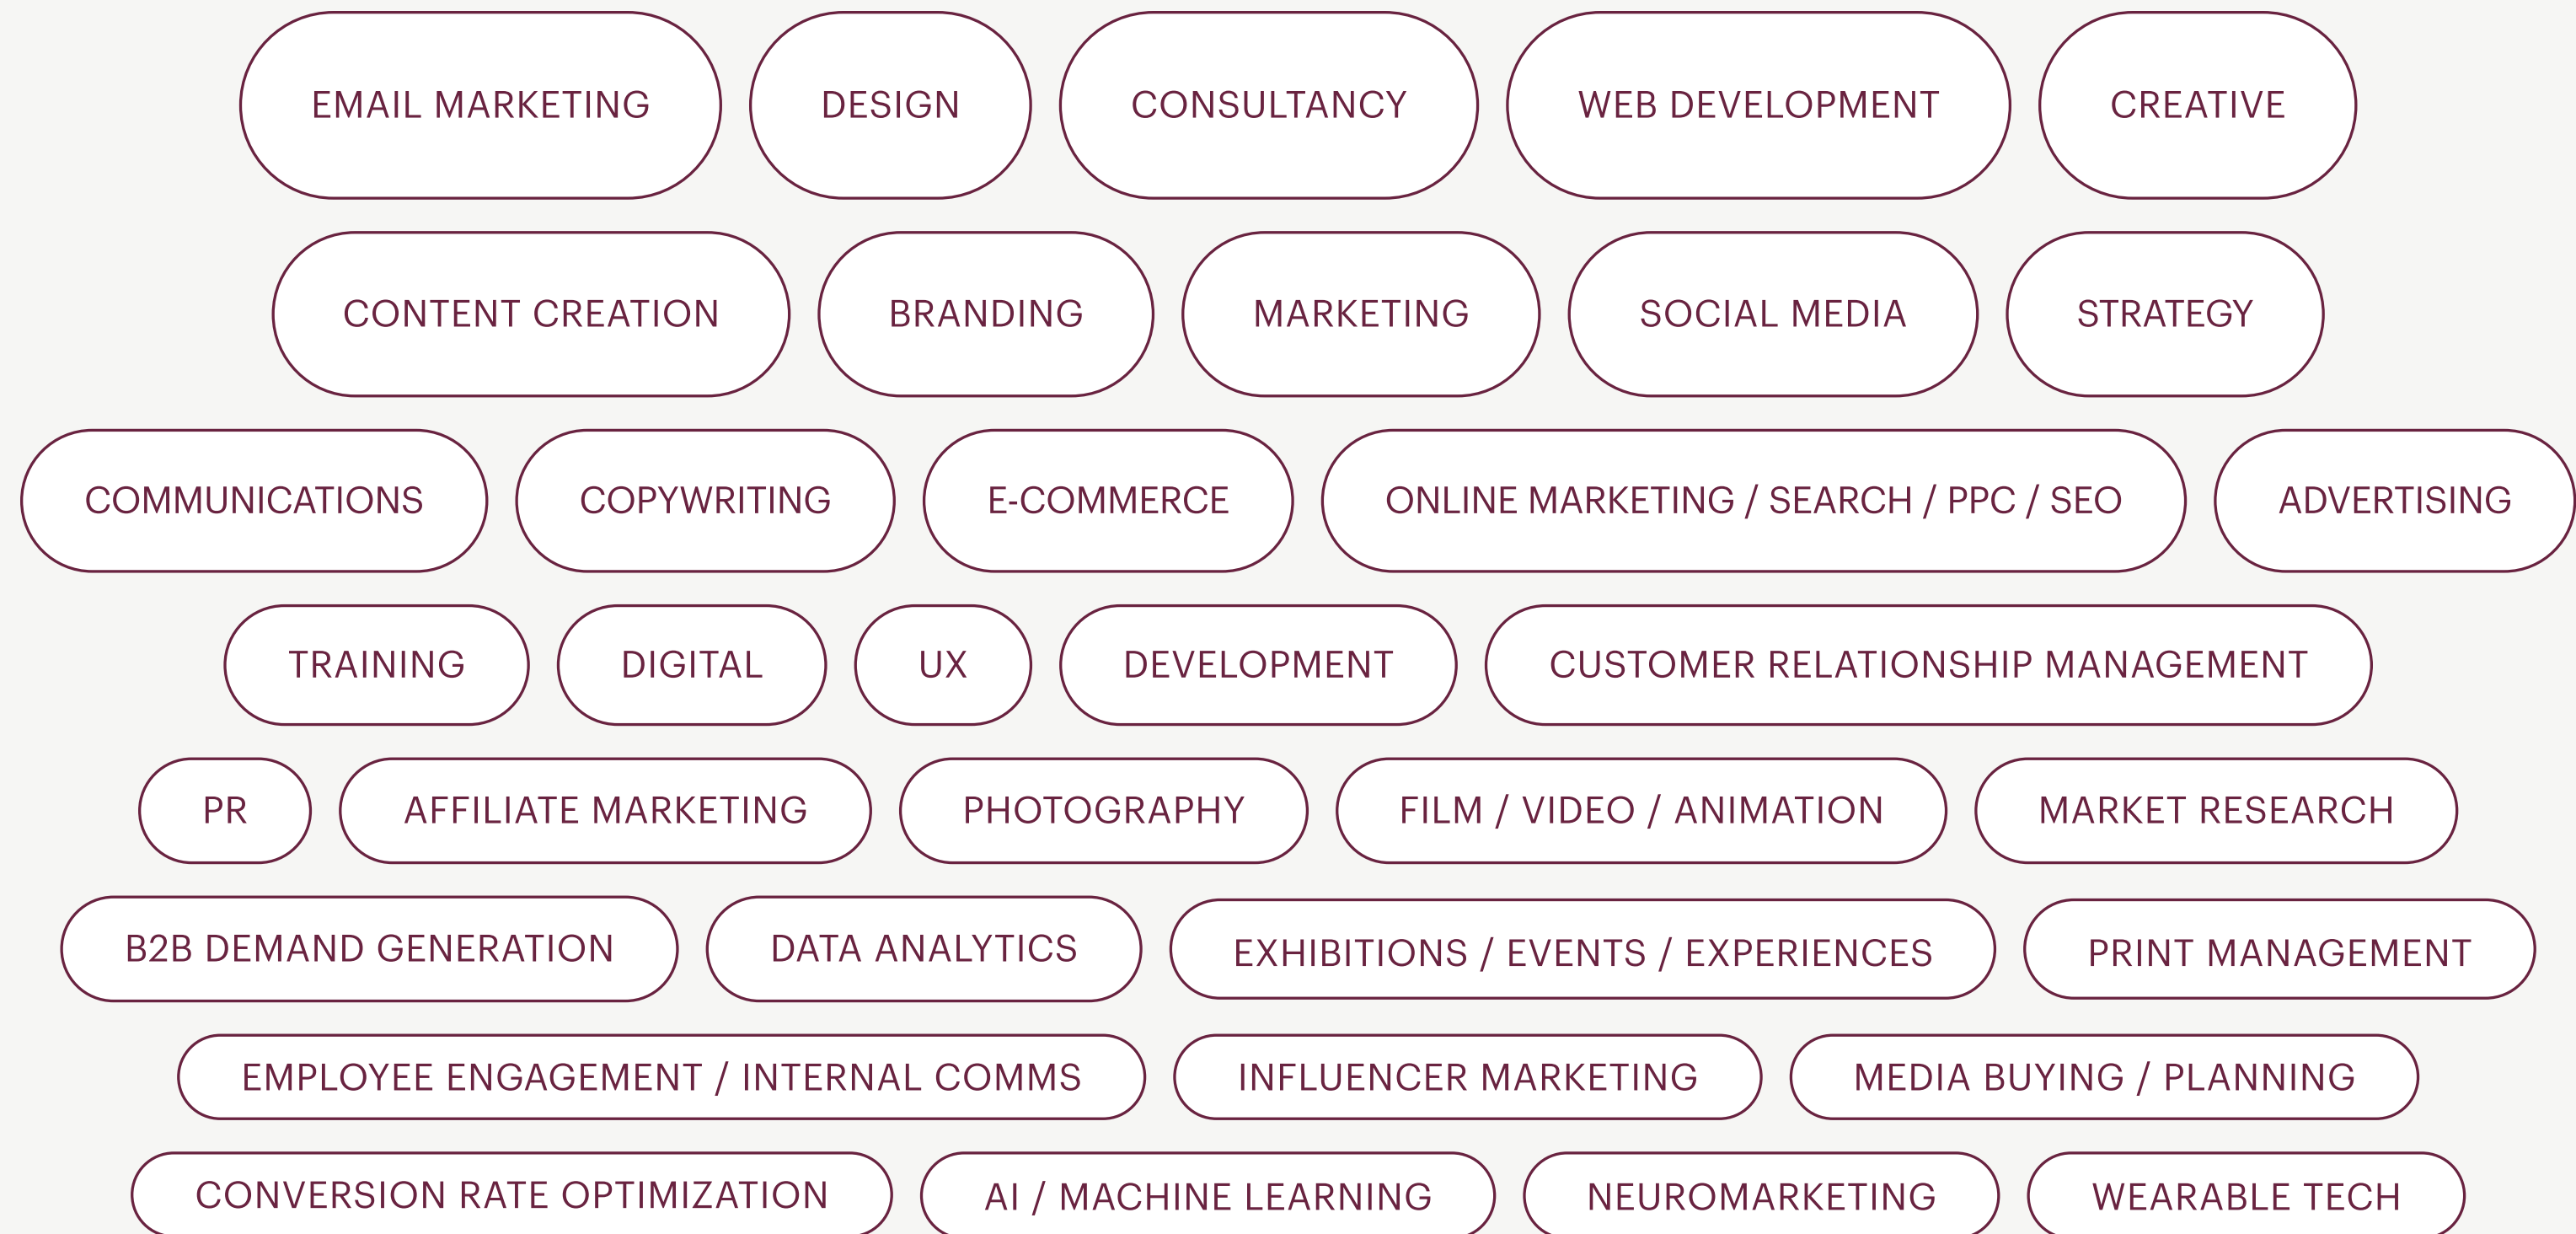 EMAIL MARKETING DESIGN CONSULTANCY WEB DEVELOPMENT CREATIVE
CONTENT CREATION BRANDING MARKETING SOCIAL MEDIA STRATEGY
COMMUNICATIONS COPYWRITING E-COMMERCE ONLINE MARKETING / SEARCH / PPC / SEO ADVERTISING
TRAINING DIGITAL UX DEVELOPMENT CUSTOMER RELATIONSHIP MANAGEMENT
PR AFFILIATE MARKETING PHOTOGRAPHY FILM / VIDEO / ANIMATION MARKET RESEARCH
B2B DEMAND GENERATION DATA ANALYTICS EXHIBITIONS / EVENTS / EXPERIENCES PRINT MANAGEMENT
EMPLOYEE ENGAGEMENT / INTERNAL COMMS INFLUENCER MARKETING MEDIA BUYING / PLANNING
CONVERSION RATE OPTIMIZATION AI / MACHINE LEARNING NEUROMARKETING WEARABLE TECH